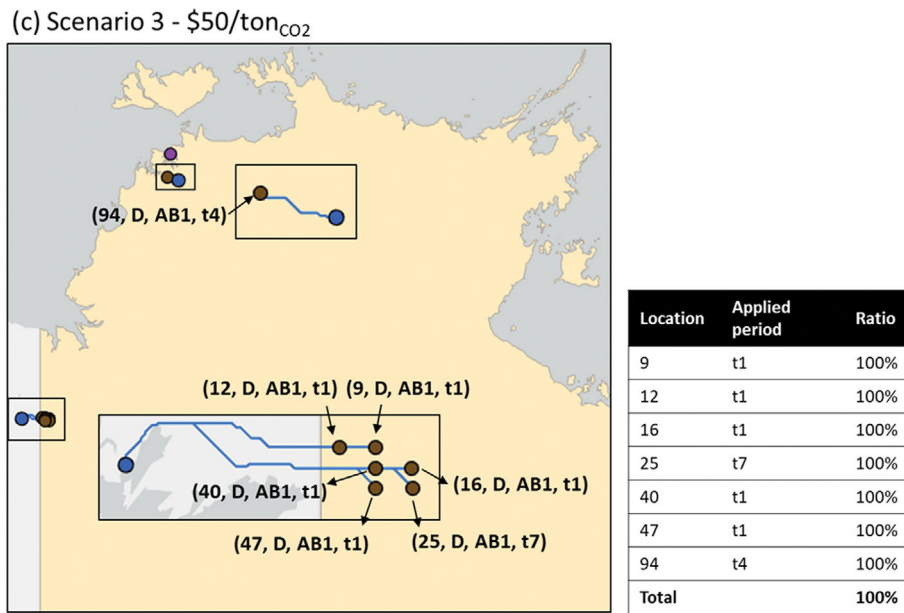 (c) Scenario 3 - $50/ton_CO2
(94, D, AB1, t4)
(12, D, AB1, t1) (9, D, AB1, t1)
(40, D, AB1, t1)
(16, D, AB1, t1)
(47, D, AB1, t1) (25, D, AB1, t7)
Location Applied period Ratio
9 t1 100%
12 t1 100%
16 t1 100%
25 t7 100%
40 t1 100%
47 t1 100%
94 t4 100%
Total 100%